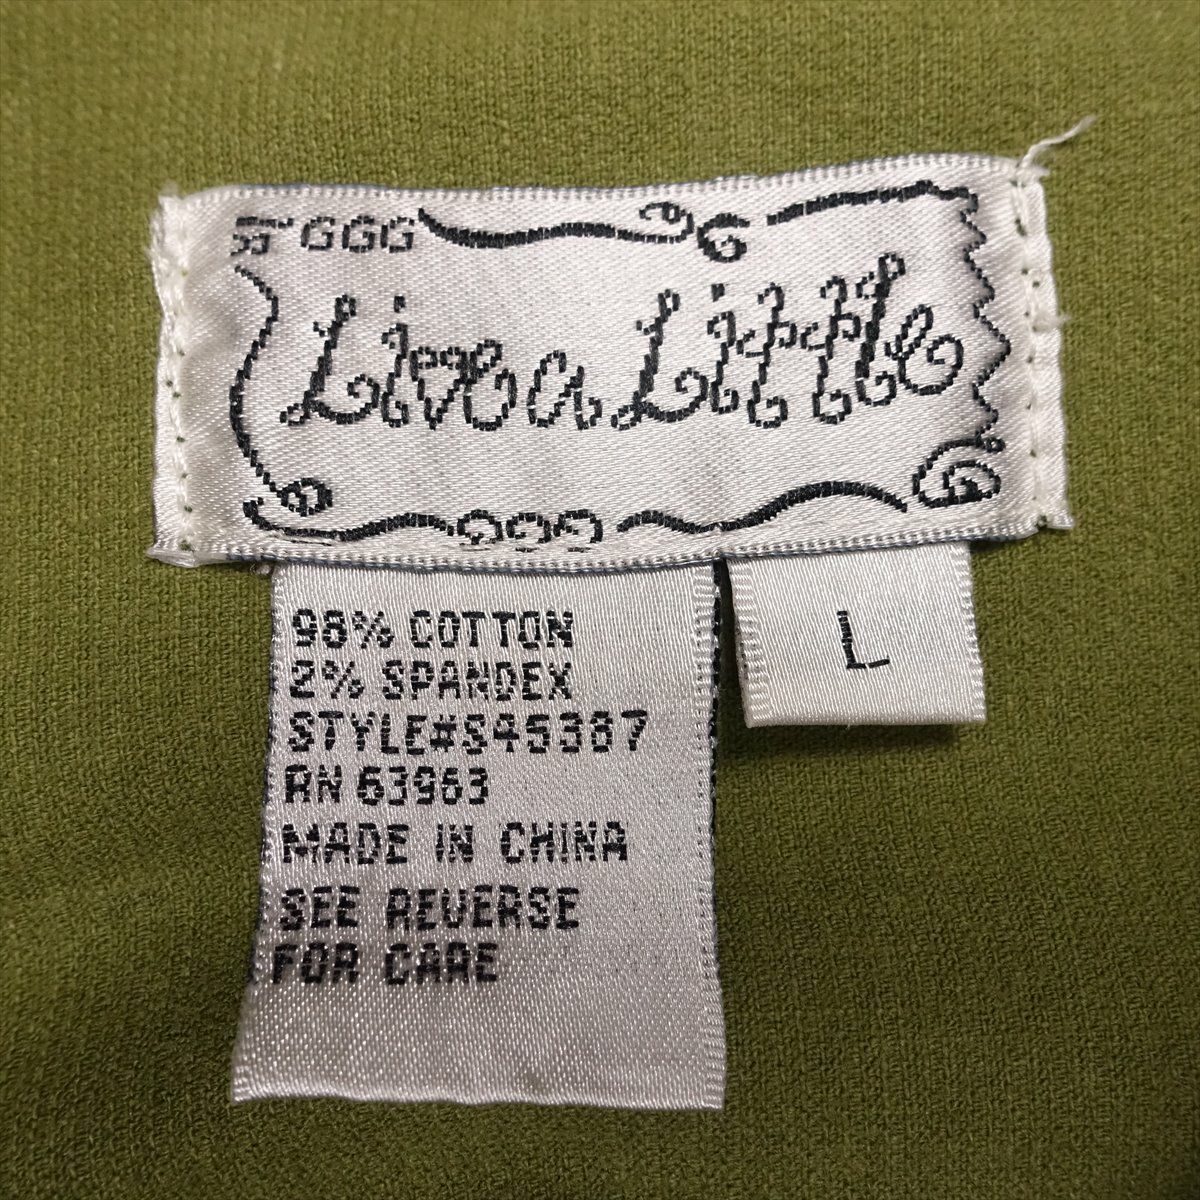 Live a Little
L
98% COTTON
2% SPANDEX
STYLE#S45387
RN 63963
MADE IN CHINA
SEE REVERSE
FOR CARE